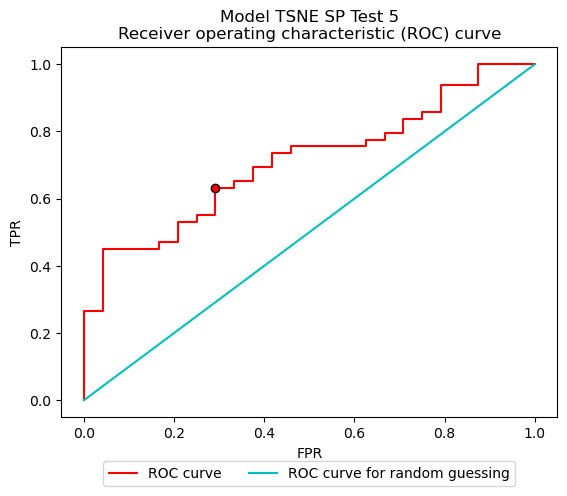 Model TSNE SP Test 5
Receiver operating characteristic (ROC) curve
1.0
0.8
0.6
0.4
0.2
0.0
TPR
0.0 0.2 0.4 0.6 0.8 1.0
FPR
ROC curve ROC curve for random guessing